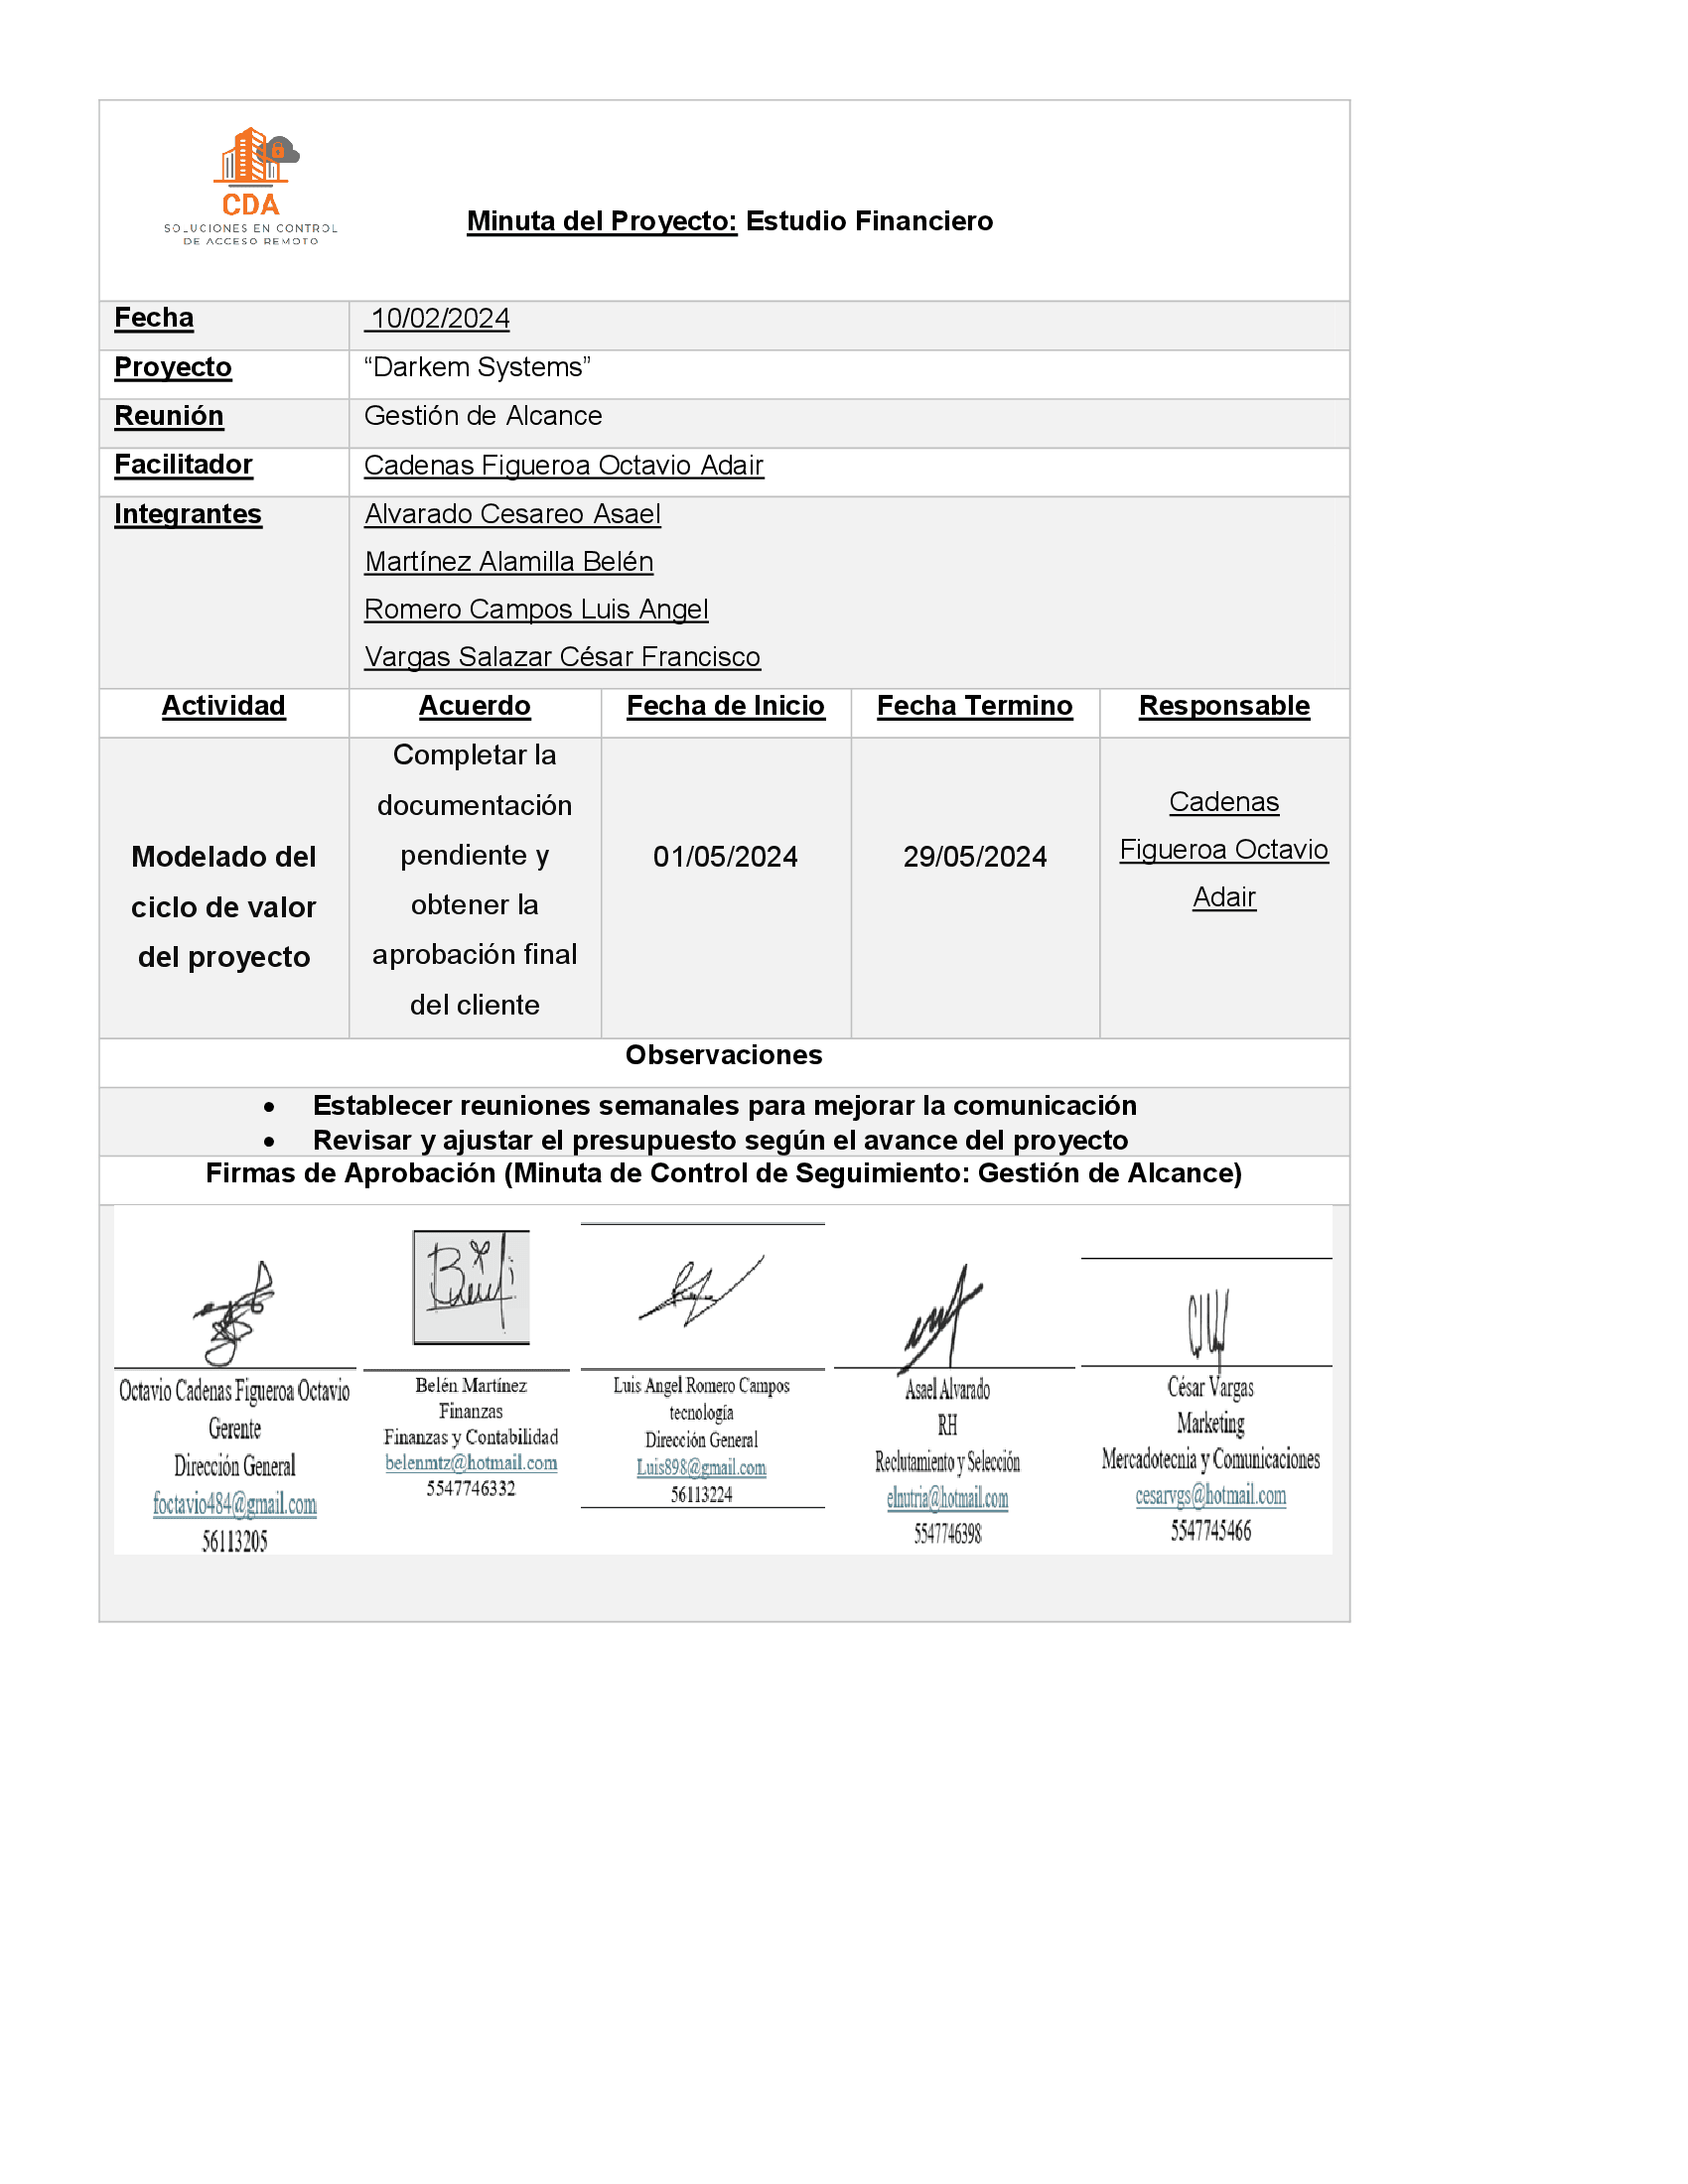 CDA
SOLUCIONES EN CONTROL
DE ACCESO REMOTO
Minuta del Proyecto: Estudio Financiero
Fecha 10/02/2024
Proyecto “Darkem Systems”
Reunión Gestión de Alcance
Facilitador Cadenas Figueroa Octavio Adair
Integrantes Alvarado Cesareo Asael
Martínez Alamilla Belén
Romero Campos Luis Angel
Vargas Salazar César Francisco
Actividad Acuerdo Fecha de Inicio Fecha Termino Responsable
Modelado del
ciclo de valor
del proyecto
Completar la
documentación
pendiente y
obtener la
aprobación final
del cliente
01/05/2024
29/05/2024
Cadenas
Figueroa Octavio
Adair
Observaciones
• Establecer reuniones semanales para mejorar la comunicación
• Revisar y ajustar el presupuesto según el avance del proyecto
Firmas de Aprobación (Minuta de Control de Seguimiento: Gestión de Alcance)
Octavio Cadenas Figueroa Octavio
Gerente
Dirección General
foctavio484@gmail.com
56113205
Belén Martínez
Finanzas
Finanzas y Contabilidad
belenmtz@hotmail.com
5547746332
Luis Angel Romero Campos
tecnología
Dirección General
Luis898@gmail.com
56113224
Asael Alvarado
RH
Reclutamiento y Selección
elnutria@hotmail.com
5547746398
César Vargas
Marketing
Mercadotecnia y Comunicaciones
cesarvgs@hotmail.com
5547745466